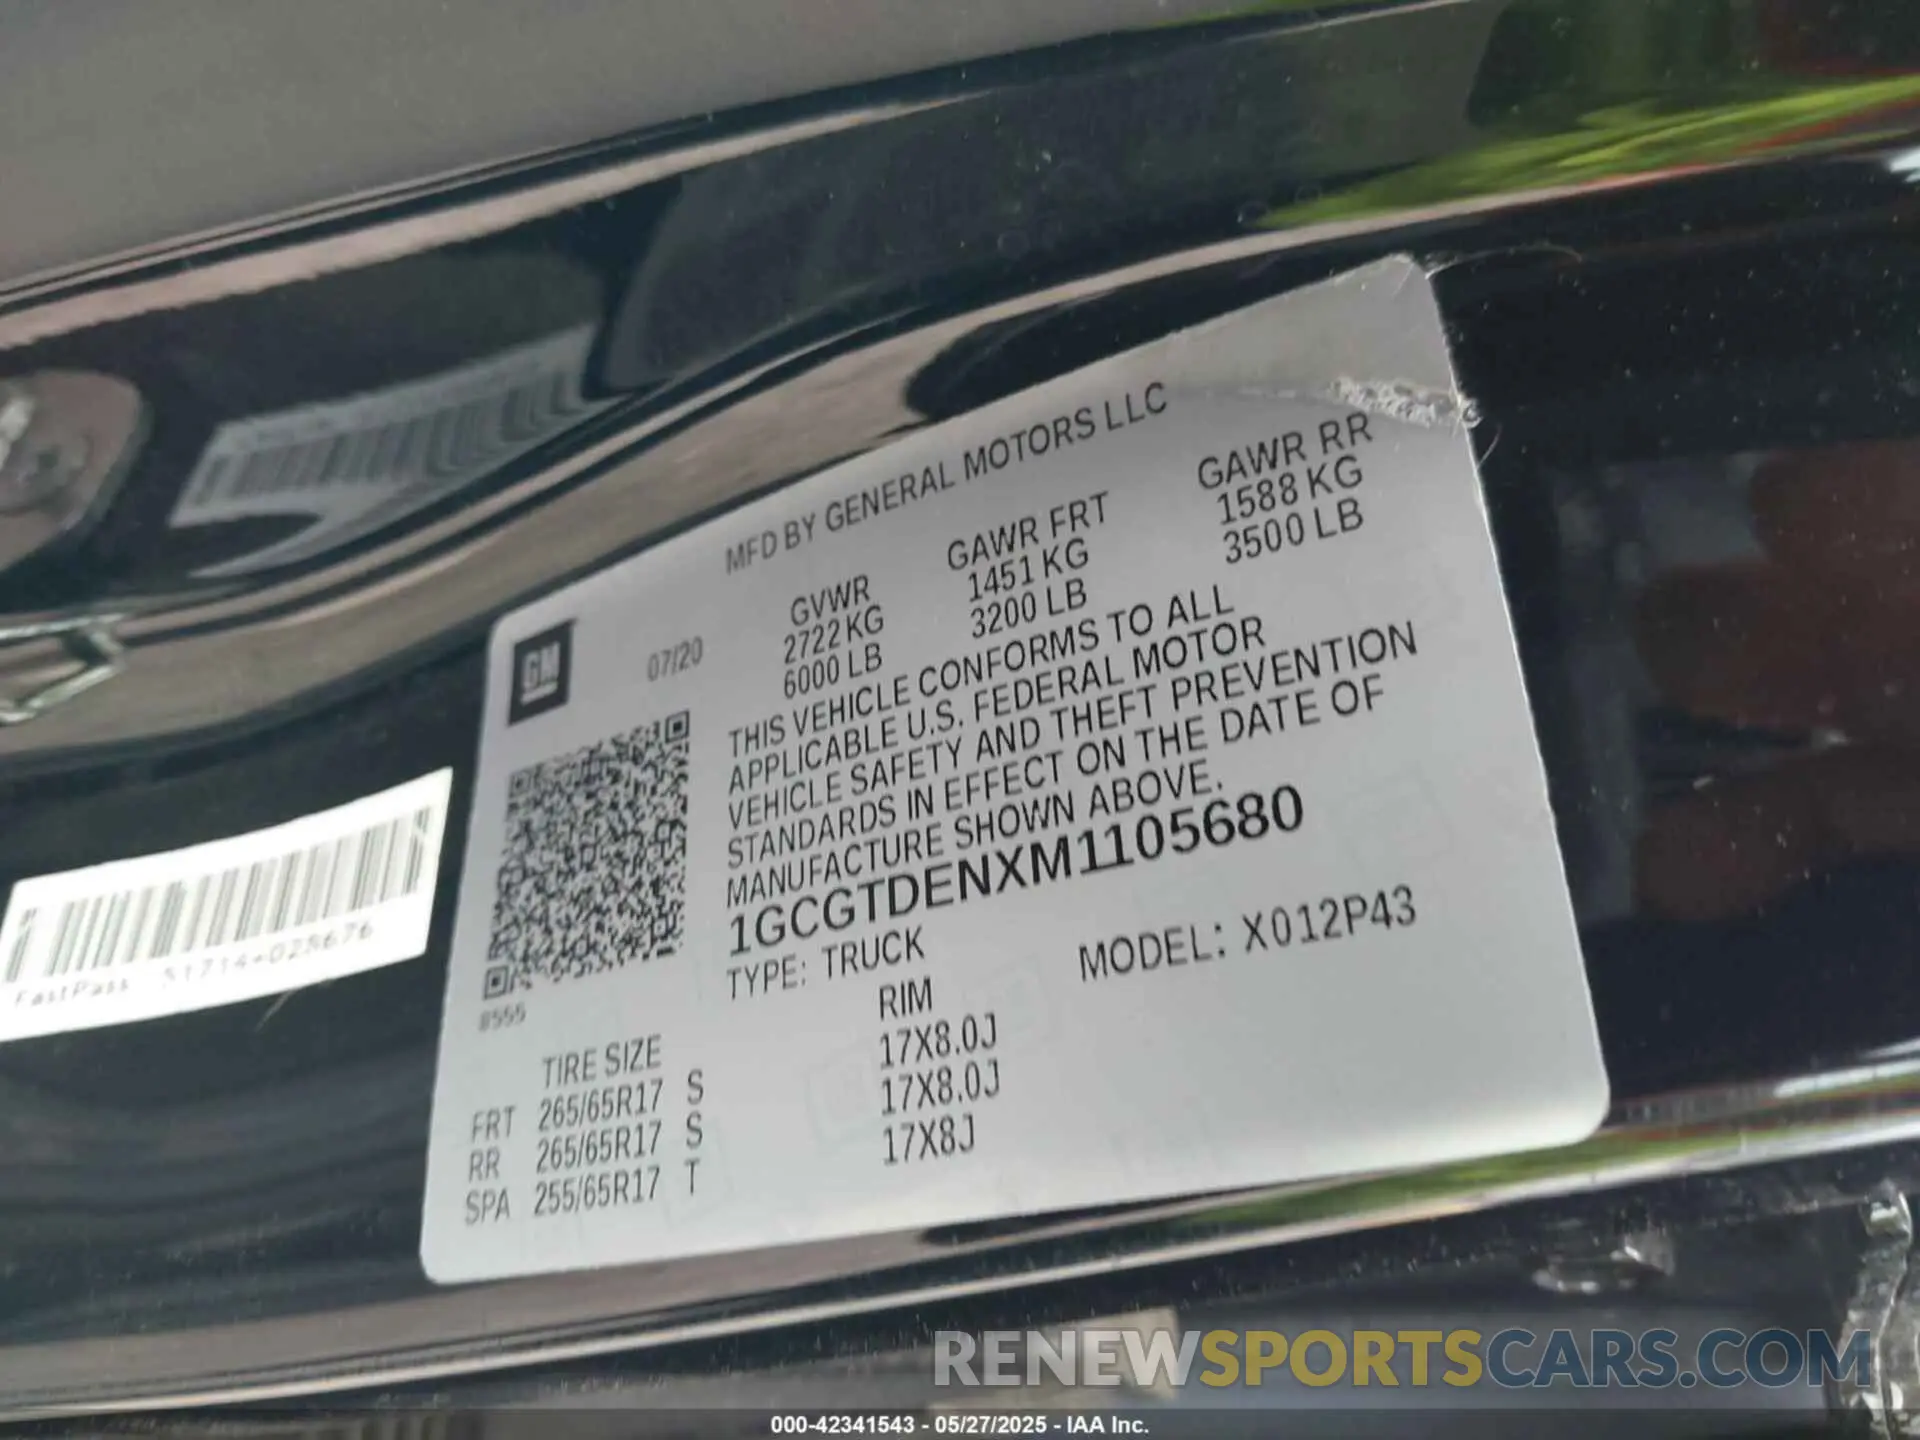 MFD BY GENERAL MOTORS LLC
GM
07/20
GVWR GAWR FRT GAWR RR
2722 KG 1451 KG 1588 KG
6000 LB 3200 LB 3500 LB
THIS VEHICLE CONFORMS TO ALL
APPLICABLE U.S. FEDERAL MOTOR
VEHICLE SAFETY AND THEFT PREVENTION
STANDARDS IN EFFECT ON THE DATE OF
MANUFACTURE SHOWN ABOVE.
1GCGTDENXM1105680
TYPE: TRUCK MODEL: X012P43
8555
TIRE SIZE RIM
FRT 265/65R17 S 17X8.0J
RR 265/65R17 S 17X8.0J
SPA 255/65R17 T 17X8J
FastPass
RENEWSPORTSCARS.COM
000-42341543 - 05/27/2025 - IAA Inc.